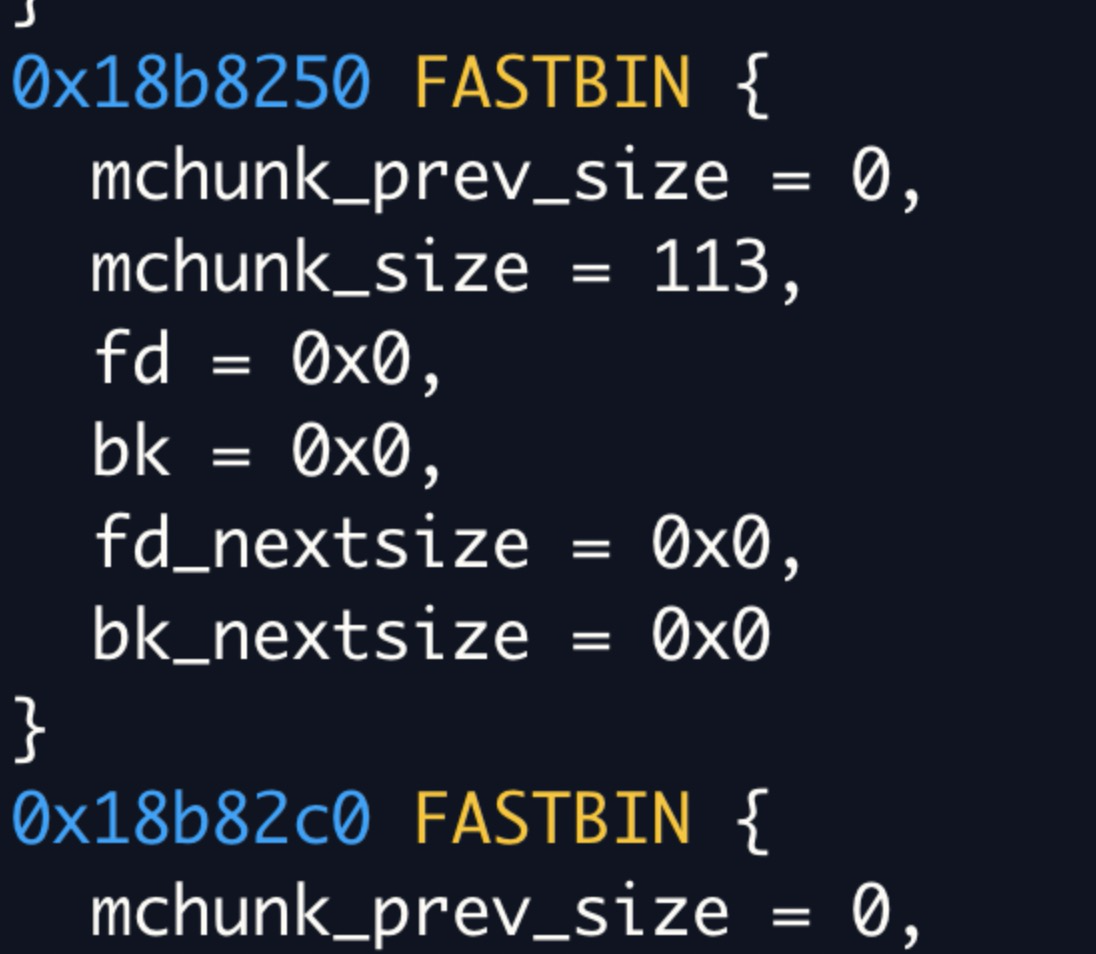 }
0x18b8250 FASTBIN {
  mchunk_prev_size = 0,
  mchunk_size = 113,
  fd = 0x0,
  bk = 0x0,
  fd_nextsize = 0x0,
  bk_nextsize = 0x0
}
0x18b82c0 FASTBIN {
  mchunk_prev_size = 0,